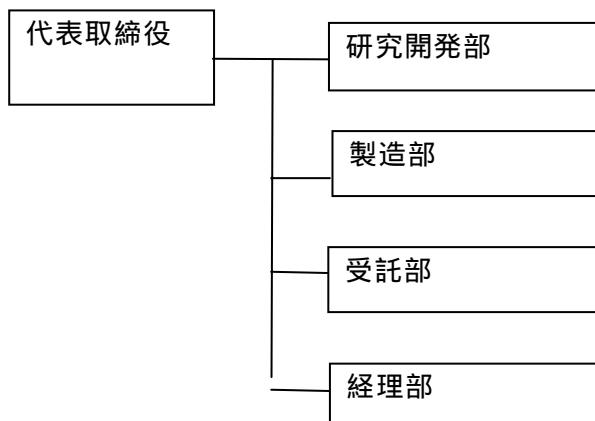 代表取締役
研究開発部
製造部
受託部
経理部